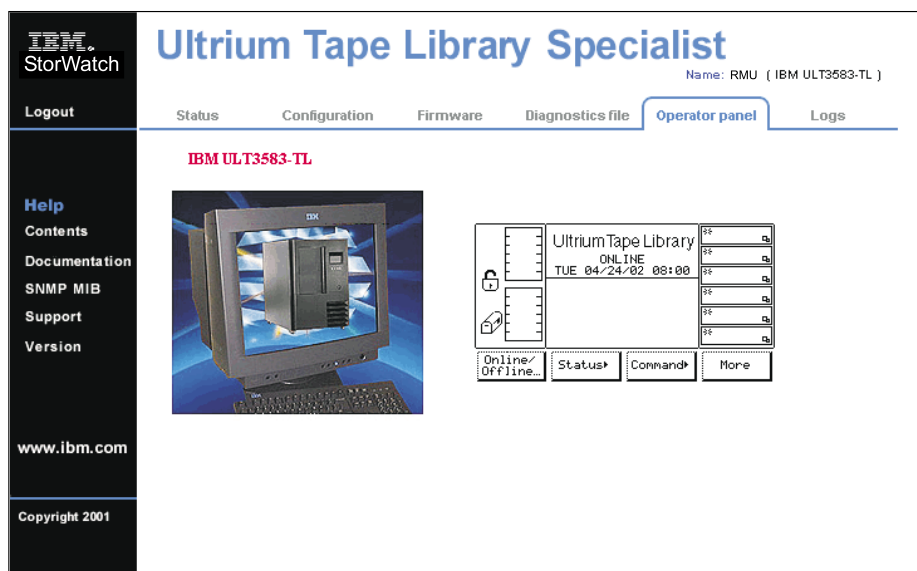 IBM.
StorWatch
Ultrium Tape Library Specialist
Name: RMU ( IBM ULT3583-TL )
Logout
Status
Configuration
Firmware
Diagnostics file
Operator panel
Logs
IBM ULT3583-TL
Help
Contents
Documentation
SNMP MIB
Support
Version
www.ibm.com
Copyright 2001
IBM
Ultrium Tape Library
ONLINE
TUE 04/24/02 08:00
Online/
Offline…
Status
Command
More